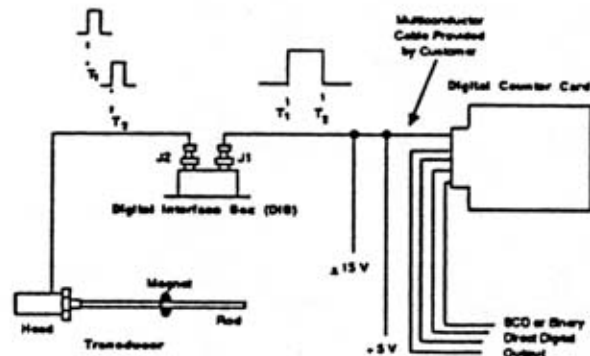 Multiconductor
Cable Provided
by Customer
Digital Counter Card
T1
T2
T1
T2
J2
J1
Digital Interface Box (DIB)
± 15 V
+ 5 V
Magnet
Head
Rod
Transducer
BCD or Binary
Direct Digital
Output